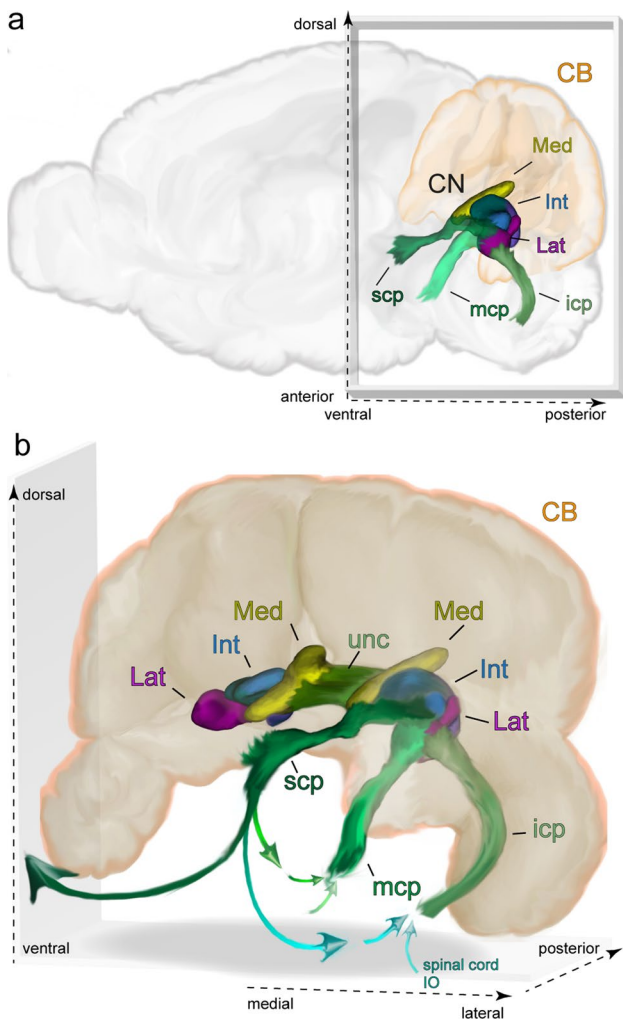 a
dorsal
CB
Med
CN
Int
Lat
scp
mcp
icp
anterior
ventral
posterior
b
dorsal
CB
Med
unc
Med
Int
Int
Lat
Lat
scp
icp
mcp
ventral
posterior
spinal cord
IO
medial
lateral